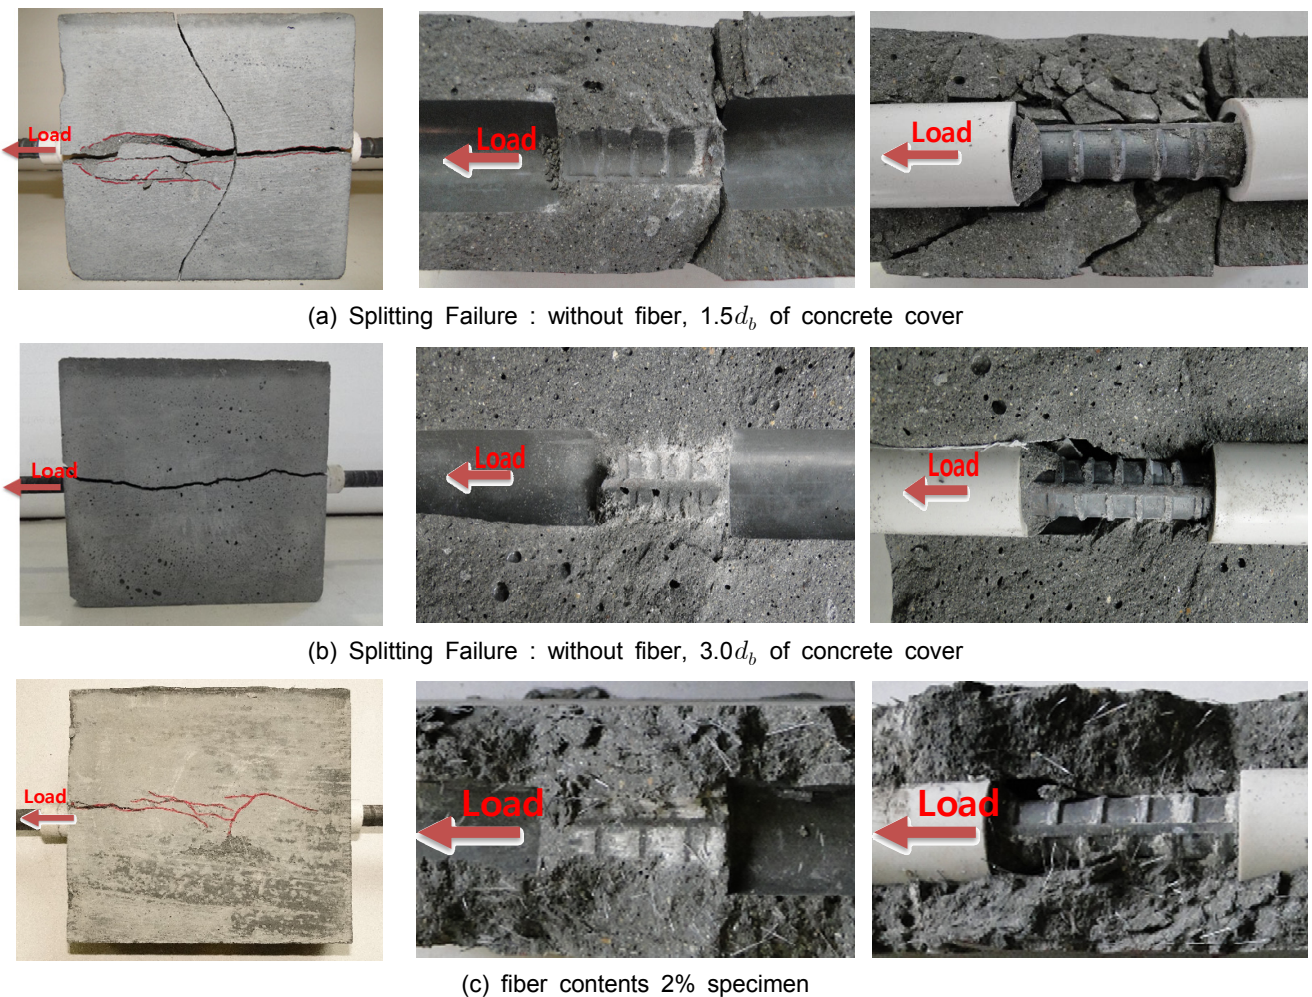 Load
Load
Load
(a) Splitting Failure : without fiber, 1.5d_b of concrete cover
Load
Load
Load
(b) Splitting Failure : without fiber, 3.0d_b of concrete cover
Load
Load
Load
(c) fiber contents 2% specimen